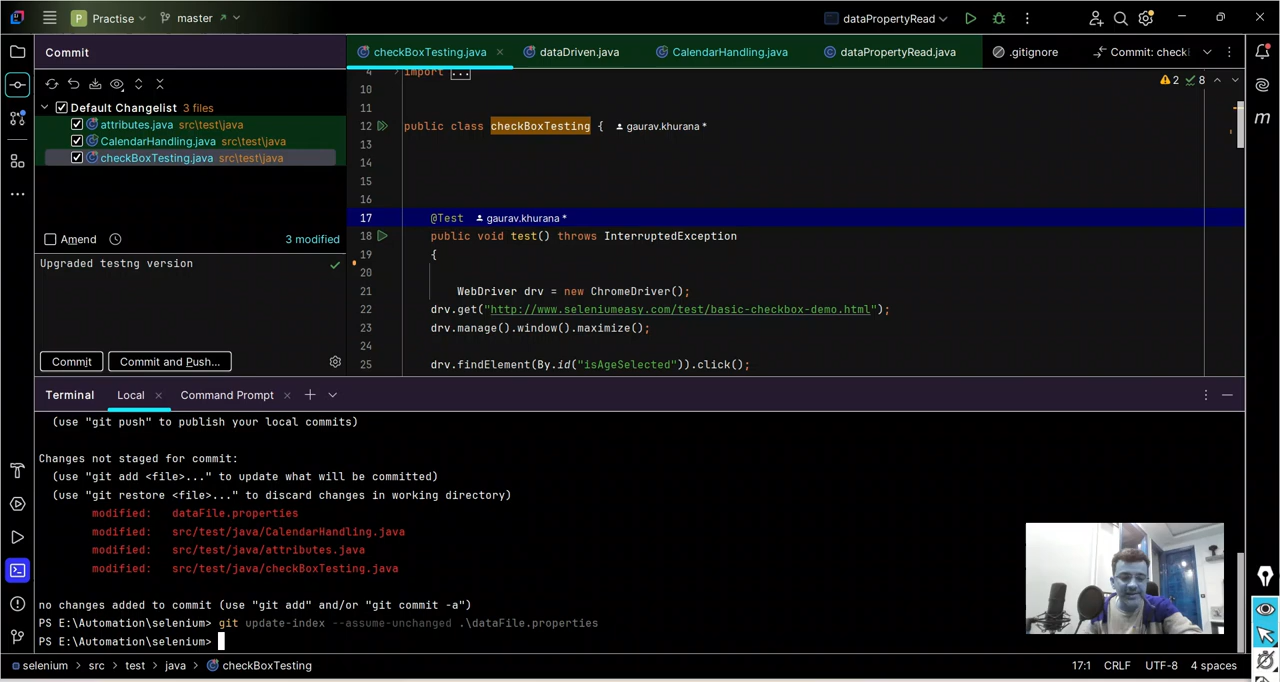 P Practise
master
dataPropertyRead
Commit
checkBoxTesting.java
dataDriven.java
CalendarHandling.java
dataPropertyRead.java
.gitignore
Commit: checkl
Default Changelist 3 files
attributes.java src\test\java
CalendarHandling.java src\test\java
checkBoxTesting.java src\test\java
Amend
3 modified
Upgraded testng version
Commit
Commit and Push...
4 import ...
2 8
10
11
12 public class checkBoxTesting { gaurav.khurana *
13
14
15
16
17 @Test gaurav.khurana *
18 public void test() throws InterruptedException
19 {
20
21 WebDriver drv = new ChromeDriver();
22 drv.get("http://www.seleniumeasy.com/test/basic-checkbox-demo.html");
23 drv.manage().window().maximize();
24
25 drv.findElement(By.id("isAgeSelected")).click();
Terminal
Local
Command Prompt
(use "git push" to publish your local commits)
Changes not staged for commit:
(use "git add <file>..." to update what will be committed)
(use "git restore <file>..." to discard changes in working directory)
modified: dataFile.properties
modified: src/test/java/CalendarHandling.java
modified: src/test/java/attributes.java
modified: src/test/java/checkBoxTesting.java
no changes added to commit (use "git add" and/or "git commit -a")
PS E:\Automation\selenium> git update-index --assume-unchanged .\dataFile.properties
PS E:\Automation\selenium>
selenium > src > test > java > checkBoxTesting
17:1 CRLF UTF-8 4 spaces
m